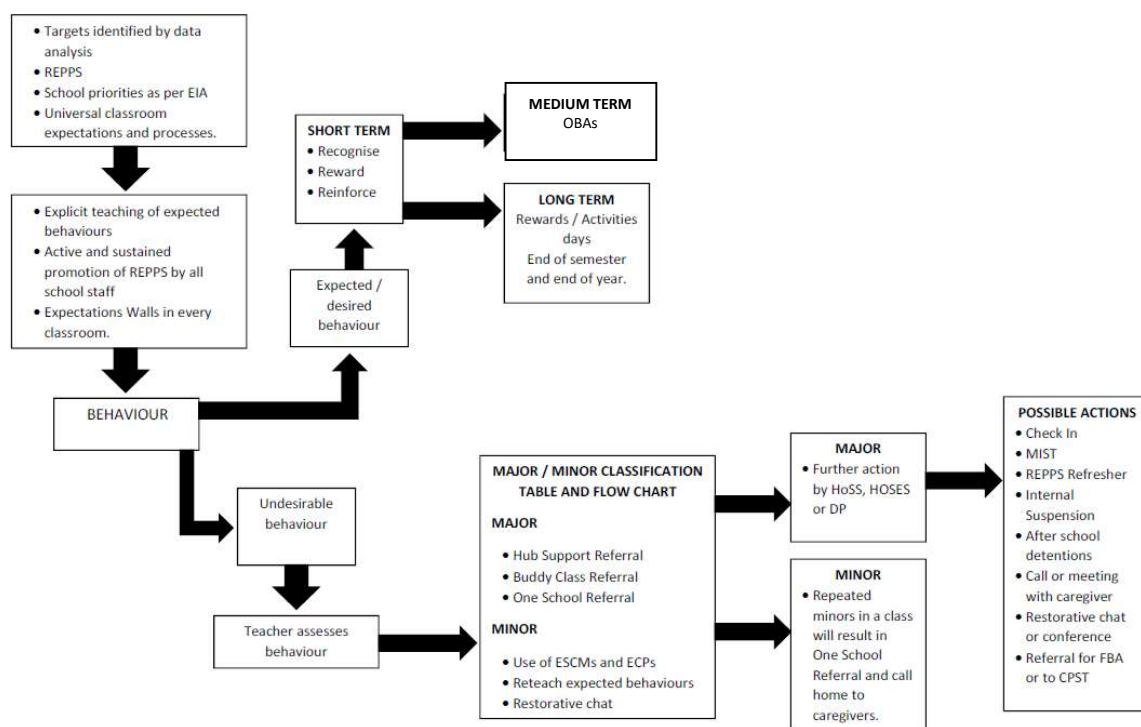 • Targets identified by data
analysis
• REPPS
• School priorities as per EIA
• Universal classroom
expectations and processes.
• Explicit teaching of expected
behaviours
• Active and sustained
promotion of REPPS by all
school staff
• Expectations Walls in every
classroom.
BEHAVIOUR
Expected /
desired
behaviour
SHORT TERM
• Recognise
• Reward
• Reinforce
MEDIUM TERM
OBAs
LONG TERM
Rewards / Activities
days
End of semester
and end of year.
Undesirable
behaviour
Teacher assesses
behaviour
MAJOR / MINOR CLASSIFICATION
TABLE AND FLOW CHART
MAJOR
• Hub Support Referral
• Buddy Class Referral
• One School Referral
MINOR
• Use of ESCMs and ECPs
• Reteach expected behaviours
• Restorative chat
MAJOR
• Further action
by HoSS, HOSES
or DP
MINOR
• Repeated
minors in a class
will result in
One School
Referral and call
home to
caregivers.
POSSIBLE ACTIONS
• Check In
• MIST
• REPPS Refresher
• Internal
Suspension
• After school
detentions
• Call or meeting
with caregiver
• Restorative chat
or conference
• Referral for FBA
or to CPST